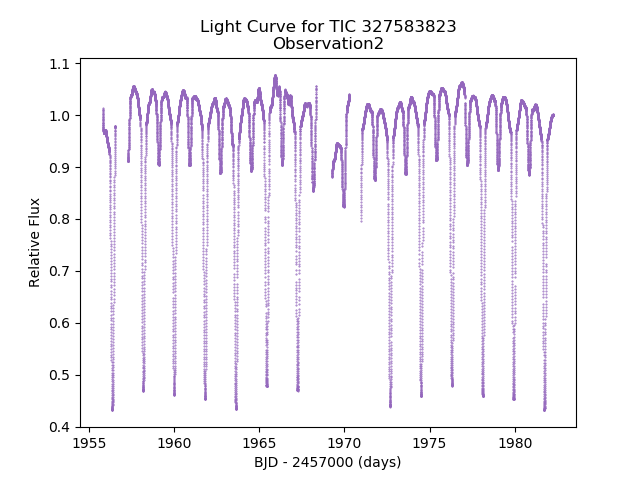 Light Curve for TIC 327583823
Observation2
1.1
1.0
0.9
0.8
0.7
0.6
0.5
0.4
Relative Flux
1955 1960 1965 1970 1975 1980
BJD - 2457000 (days)